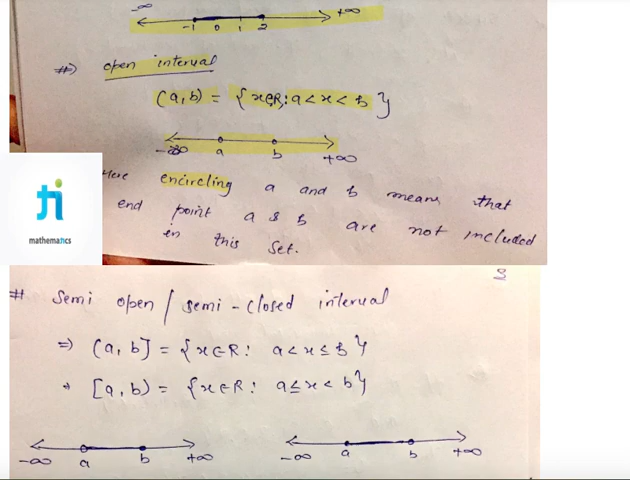 -∞ +∞
-1 0 1 2
#⇒ open interval
(a,b) = {x∈R: a<x<b}
-∞ a b +∞
Here encircling a and b means that
end point a & b are not included
in this set.
mathematıcs
# Semi open / semi-closed interval
⇒ (a,b] = {x∈R: a<x≤b}
→ [a,b) = {x∈R: a≤x<b}
-∞ a b +∞ -∞ a b +∞